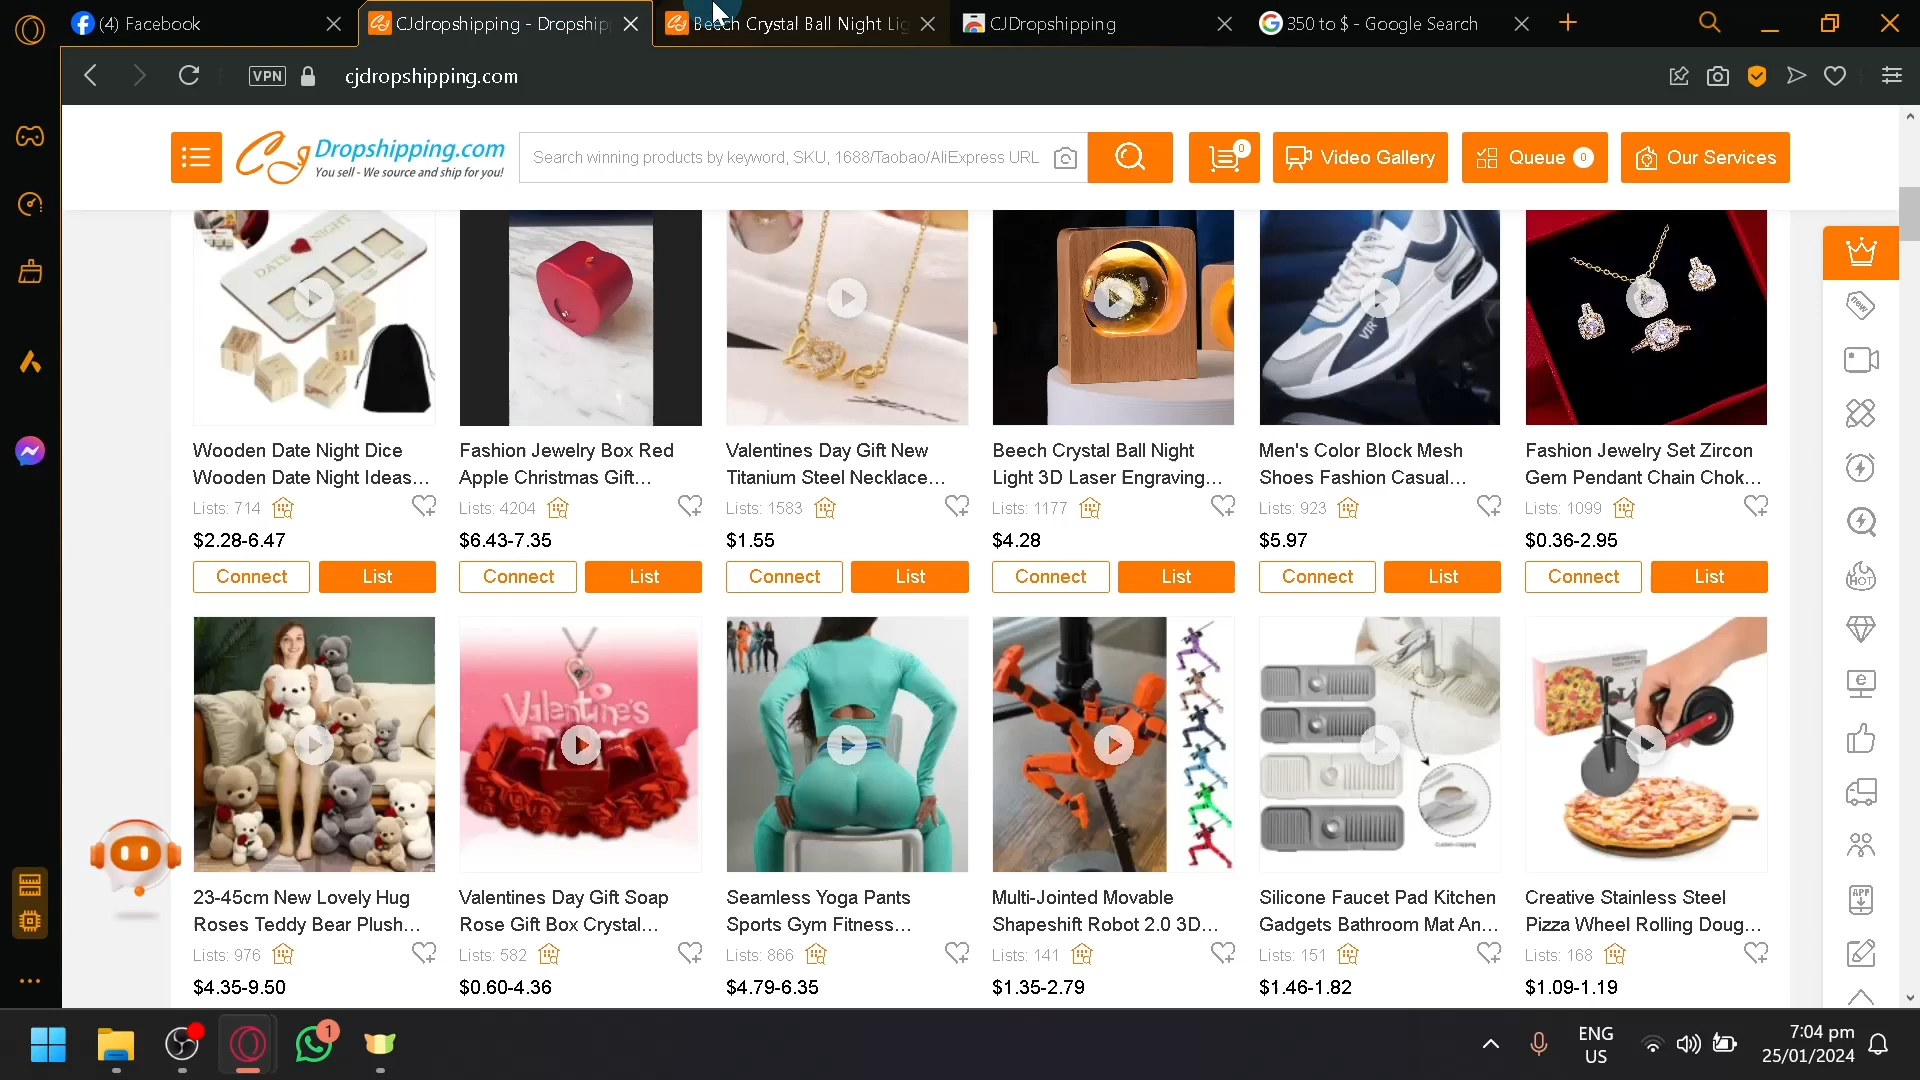 (4) Facebook
CJdropshipping - Dropship
Beech Crystal Ball Night Lig
CJDropshipping
350 to $ - Google Search
VPN
cjdropshipping.com
CJ Dropshipping.com
You sell - We source and ship for you!
Search winning products by keyword, SKU, 1688/Taobao/AliExpress URL
0
Video Gallery
Queue 0
Our Services
DATE NIGHT
Love
VIR
new
Wooden Date Night Dice
Wooden Date Night Ideas...
Lists: 714
$2.28-6.47
Connect
List
Fashion Jewelry Box Red
Apple Christmas Gift...
Lists: 4204
$6.43-7.35
Connect
List
Valentines Day Gift New
Titanium Steel Necklace...
Lists: 1583
$1.55
Connect
List
Beech Crystal Ball Night
Light 3D Laser Engraving...
Lists: 1177
$4.28
Connect
List
Men's Color Block Mesh
Shoes Fashion Casual...
Lists: 923
$5.97
Connect
List
Fashion Jewelry Set Zircon
Gem Pendant Chain Chok...
Lists: 1099
$0.36-2.95
Connect
List
HOT
Valentine's
23-45cm New Lovely Hug
Roses Teddy Bear Plush...
Lists: 976
$4.35-9.50
Valentines Day Gift Soap
Rose Gift Box Crystal...
Lists: 582
$0.60-4.36
Seamless Yoga Pants
Sports Gym Fitness...
Lists: 866
$4.79-6.35
Multi-Jointed Movable
Shapeshift Robot 2.0 3D...
Lists: 141
$1.35-2.79
Silicone Faucet Pad Kitchen
Gadgets Bathroom Mat An...
Lists: 151
$1.46-1.82
Creative Stainless Steel
Pizza Wheel Rolling Doug...
Lists: 168
$1.09-1.19
APP
1
ENG
US
7:04 pm
25/01/2024